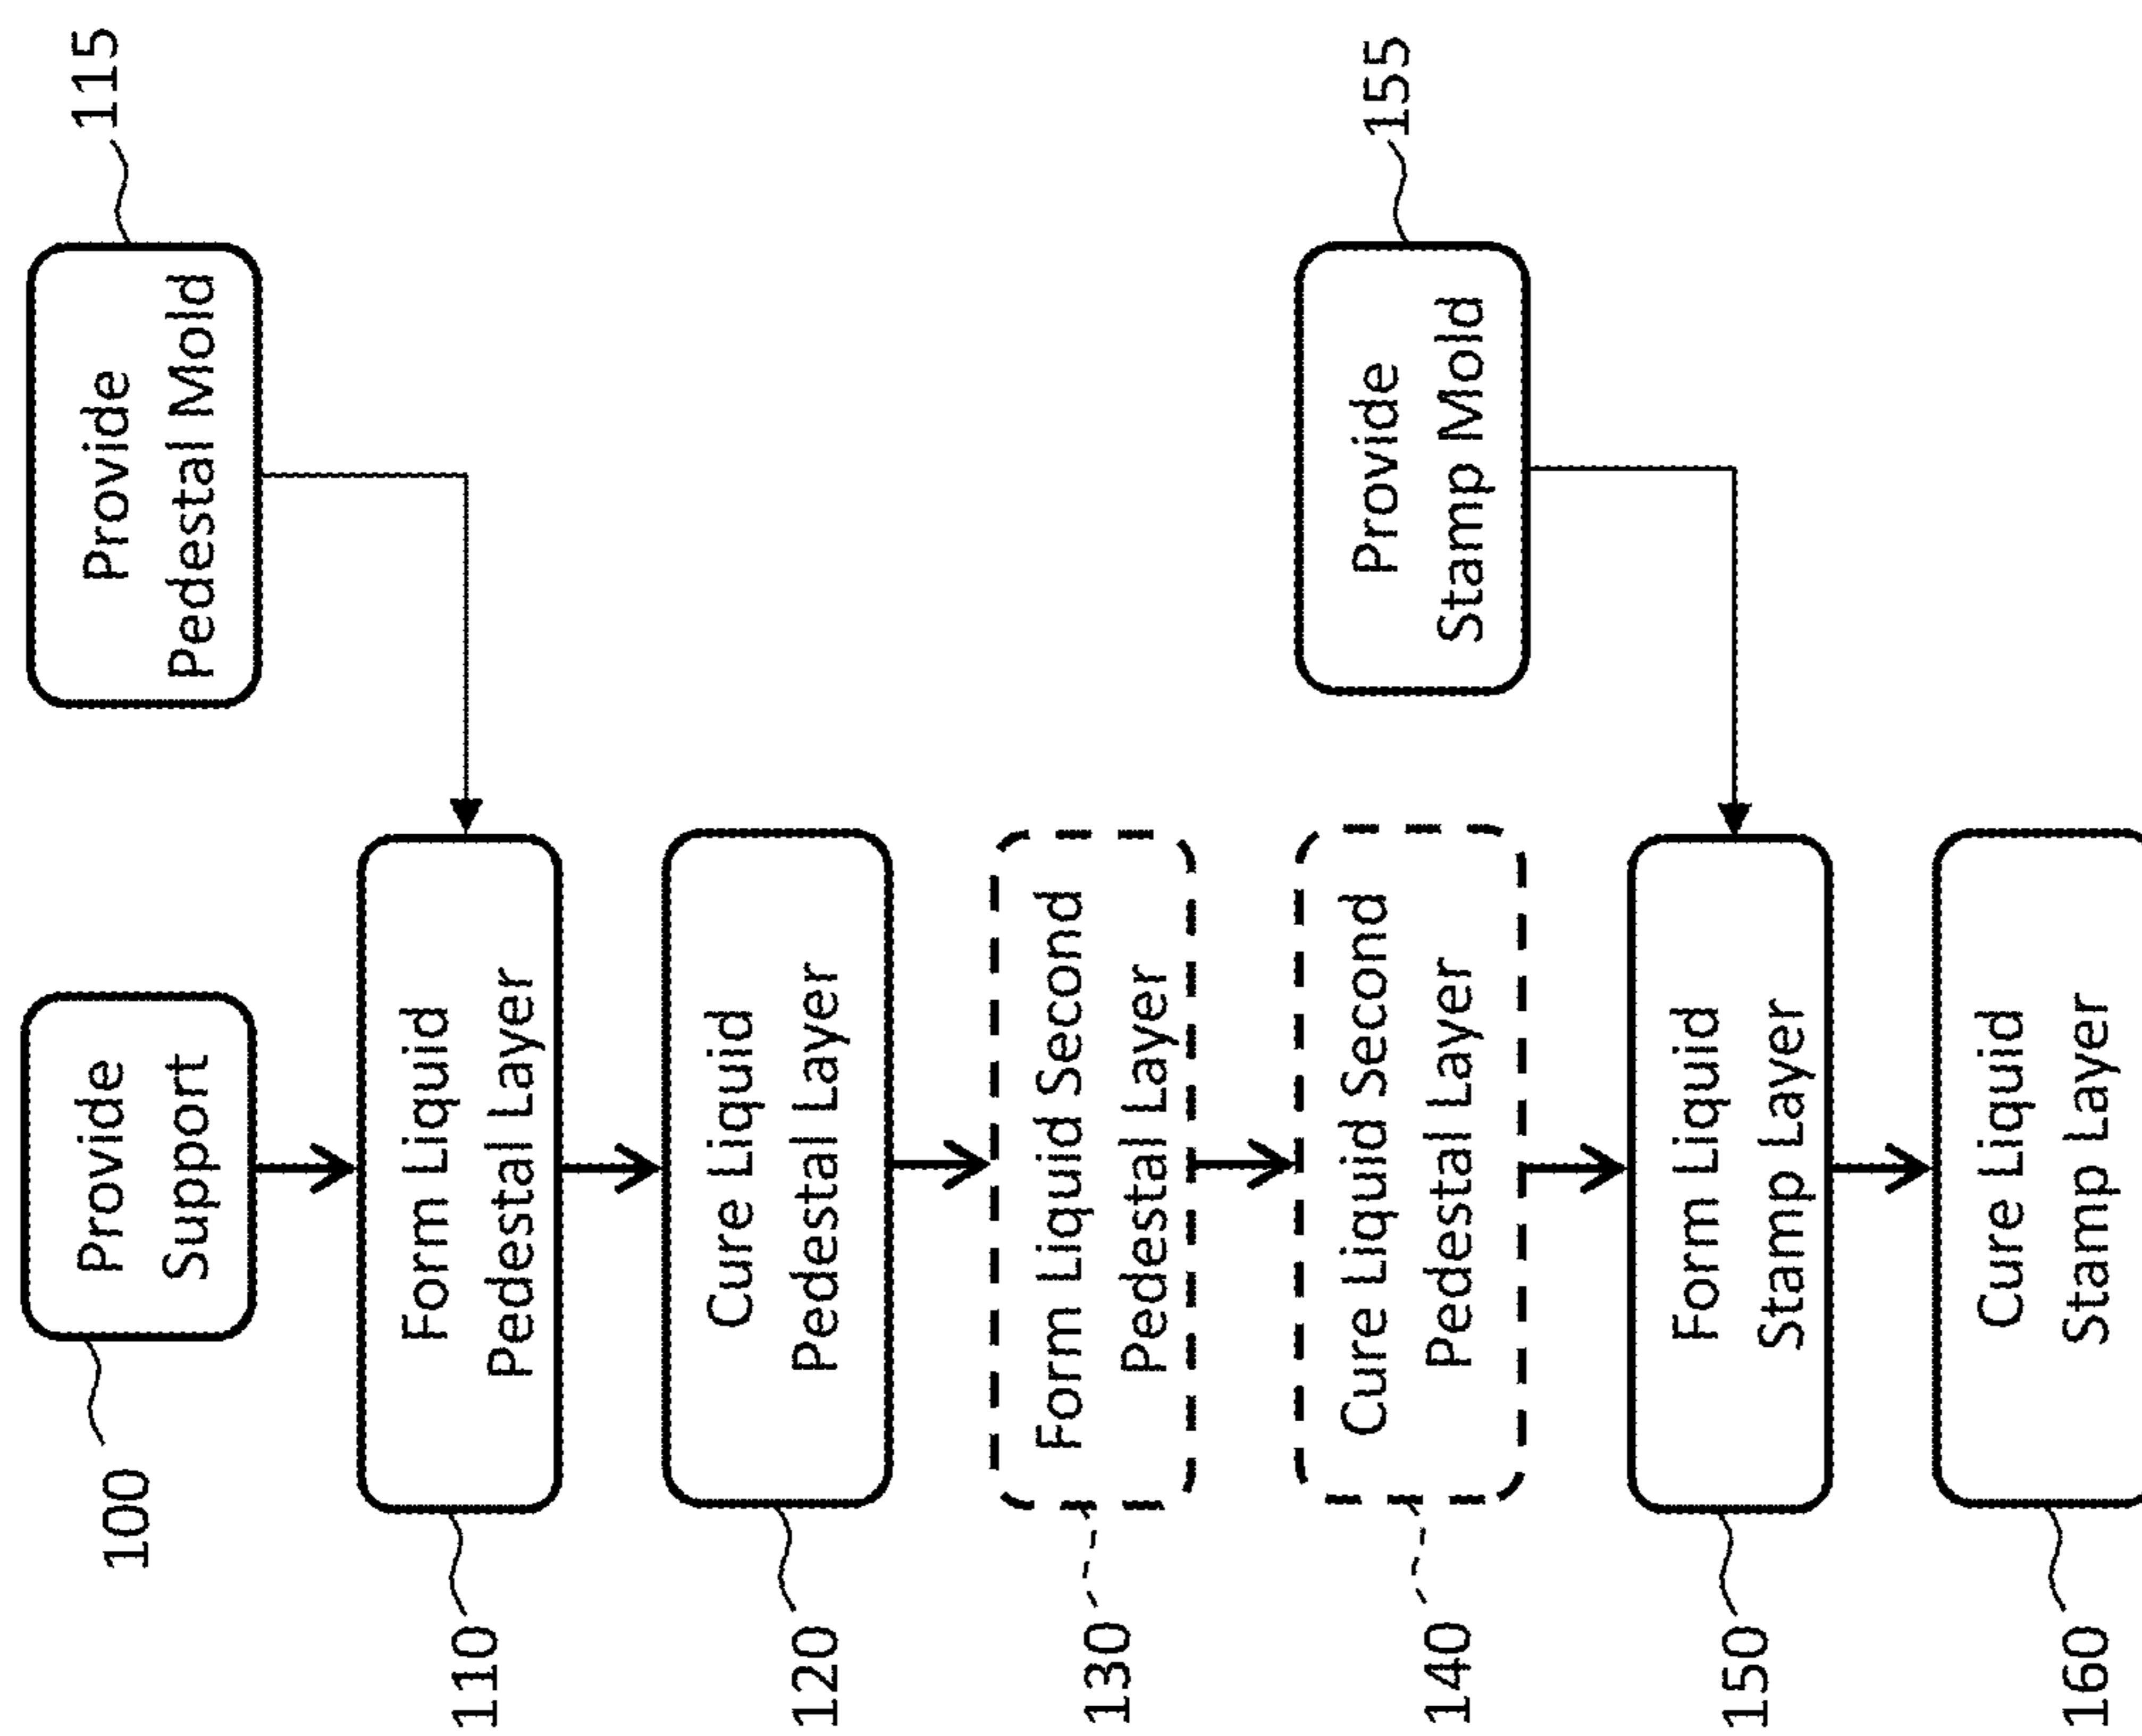 100
Provide
Support
Provide
Pedestal Mold
115
110
Form Liquid
Pedestal Layer
120
Cure Liquid
Pedestal Layer
130
Form Liquid Second
Pedestal Layer
140
Cure Liquid Second
Pedestal Layer
Provide
Stamp Mold
155
150
Form Liquid
Stamp Layer
160
Cure Liquid
Stamp Layer